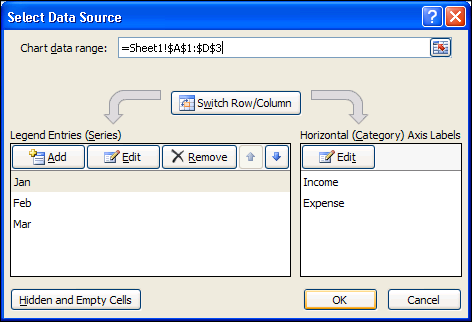 Select Data Source
Chart data range: =Sheet1!$A$1:$D$3
Switch Row/Column
Legend Entries (Series)
Add Edit Remove
Jan
Feb
Mar
Horizontal (Category) Axis Labels
Edit
Income
Expense
Hidden and Empty Cells
OK Cancel